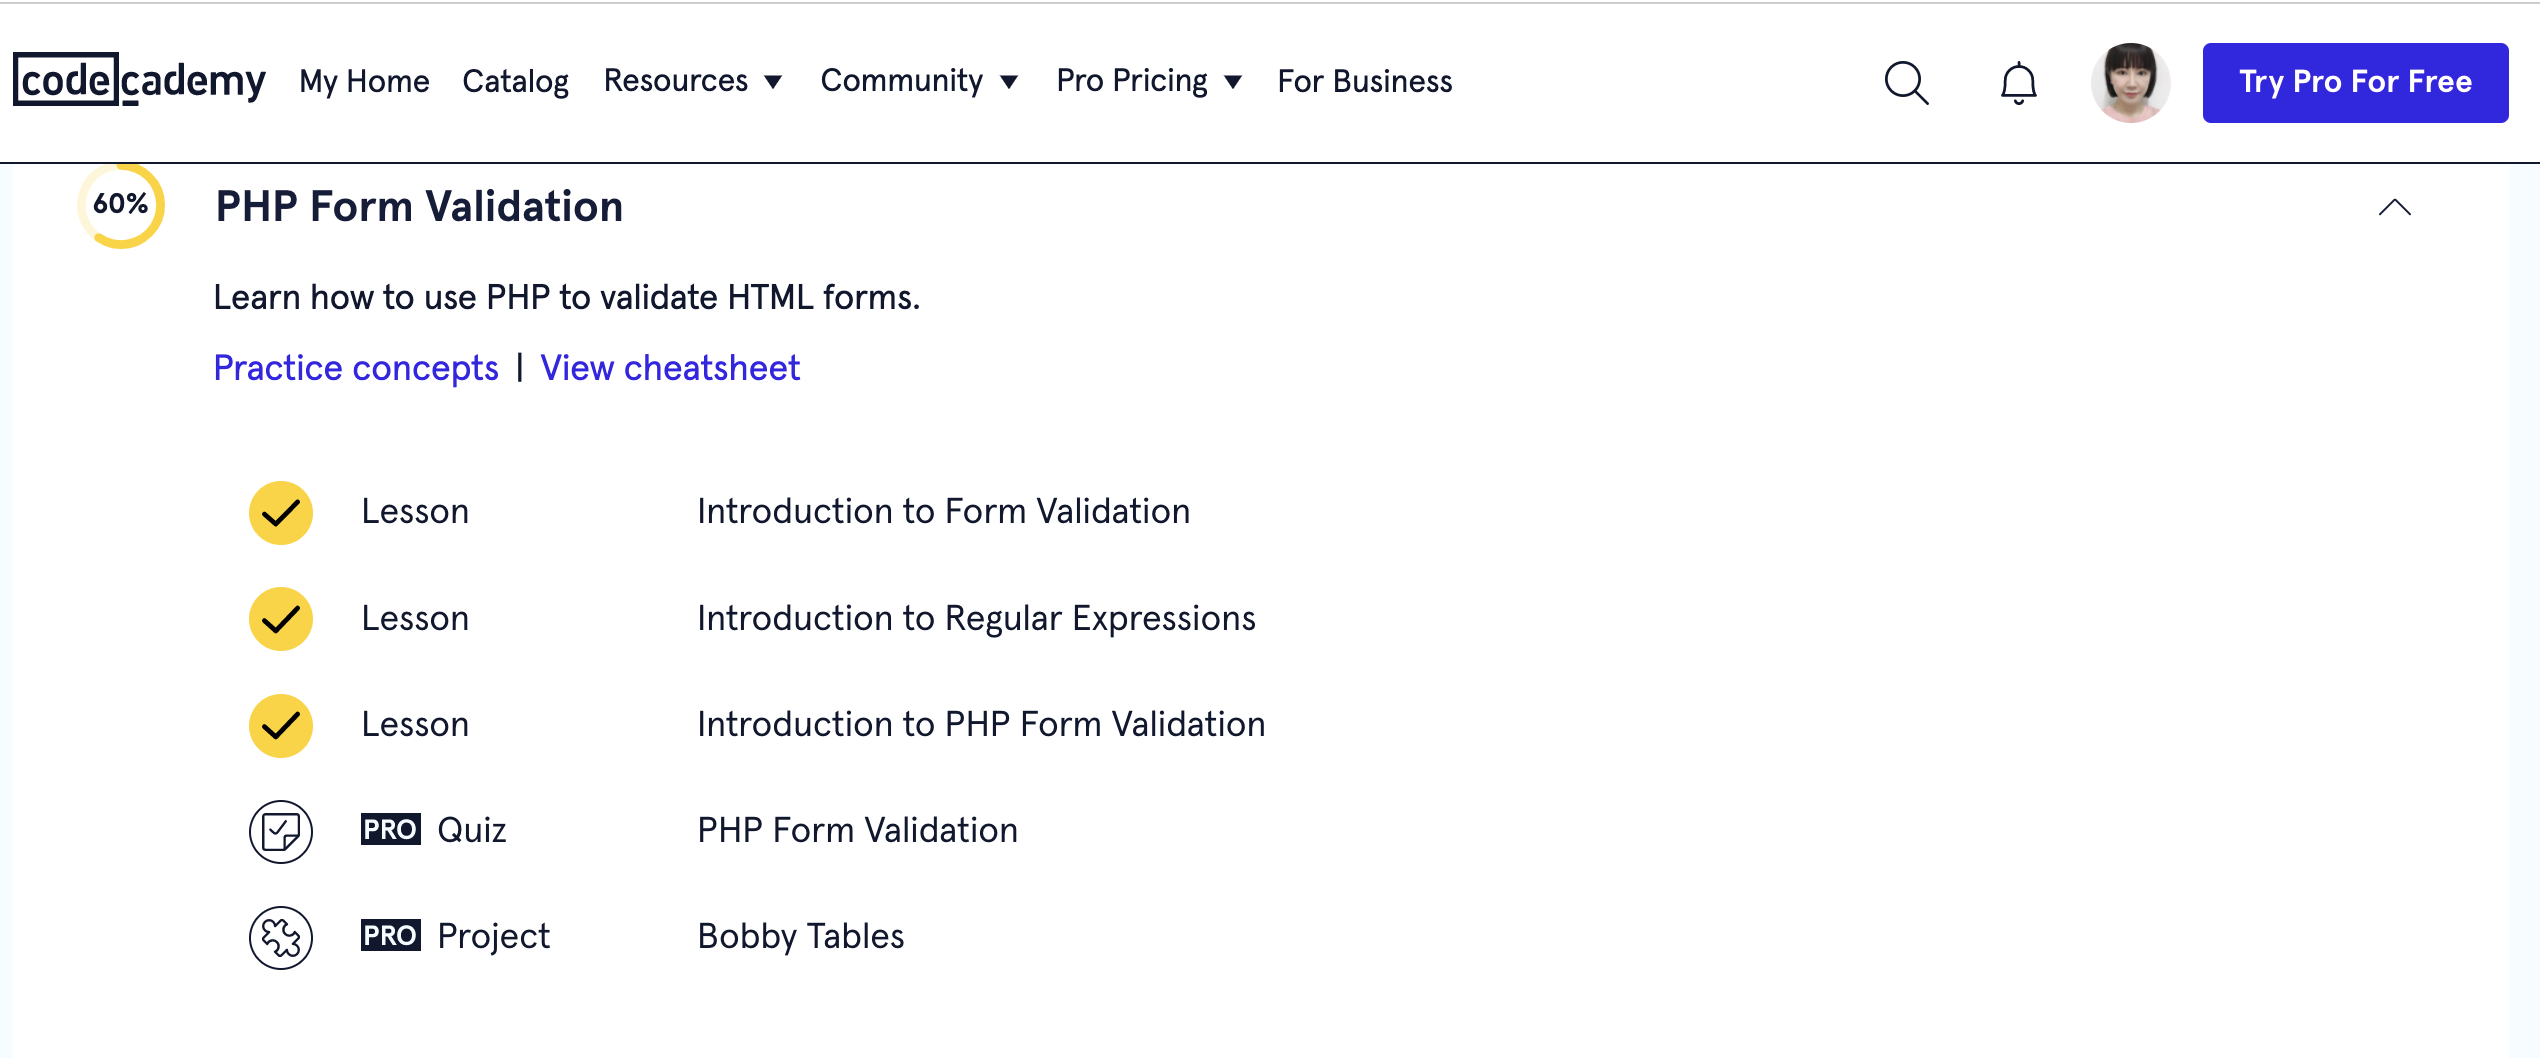 codecademy My Home Catalog Resources Community Pro Pricing For Business Try Pro For Free
60% PHP Form Validation
Learn how to use PHP to validate HTML forms.
Practice concepts | View cheatsheet
Lesson Introduction to Form Validation
Lesson Introduction to Regular Expressions
Lesson Introduction to PHP Form Validation
PRO Quiz PHP Form Validation
PRO Project Bobby Tables